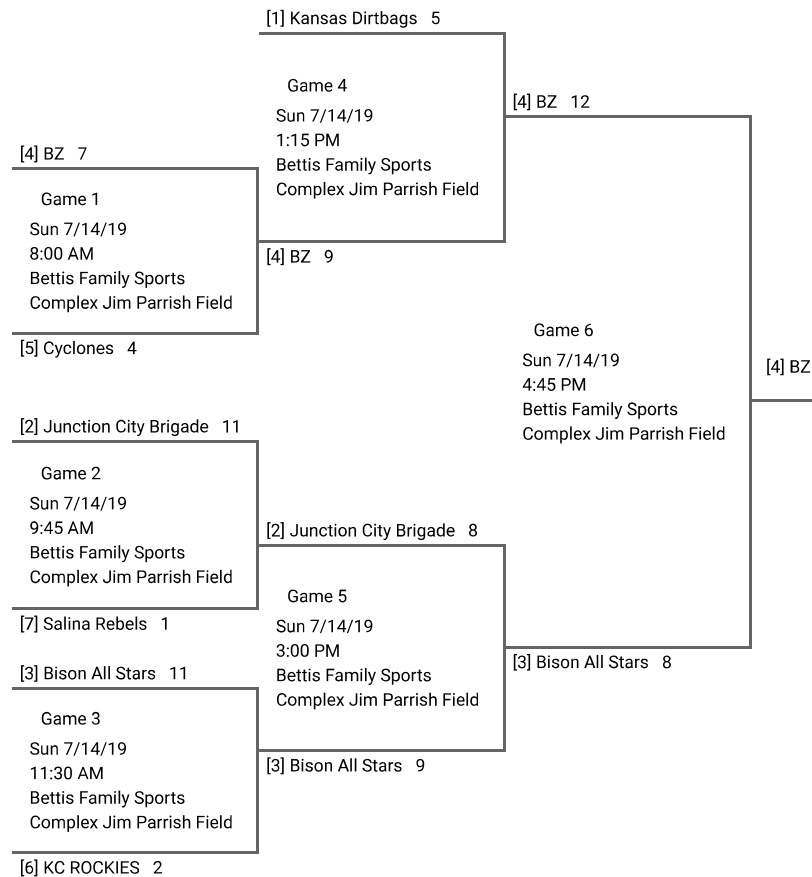 [1] Kansas Dirtbags 5
Game 4
Sun 7/14/19
1:15 PM
Bettis Family Sports
Complex Jim Parrish Field
[4] BZ 12
[4] BZ 7
Game 1
Sun 7/14/19
8:00 AM
Bettis Family Sports
Complex Jim Parrish Field
[4] BZ 9
[5] Cyclones 4
Game 6
Sun 7/14/19
4:45 PM
Bettis Family Sports
Complex Jim Parrish Field
[4] BZ
[2] Junction City Brigade 11
Game 2
Sun 7/14/19
9:45 AM
Bettis Family Sports
Complex Jim Parrish Field
[2] Junction City Brigade 8
[7] Salina Rebels 1
Game 5
Sun 7/14/19
3:00 PM
Bettis Family Sports
Complex Jim Parrish Field
[3] Bison All Stars 8
[3] Bison All Stars 11
Game 3
Sun 7/14/19
11:30 AM
Bettis Family Sports
Complex Jim Parrish Field
[3] Bison All Stars 9
[6] KC ROCKIES 2